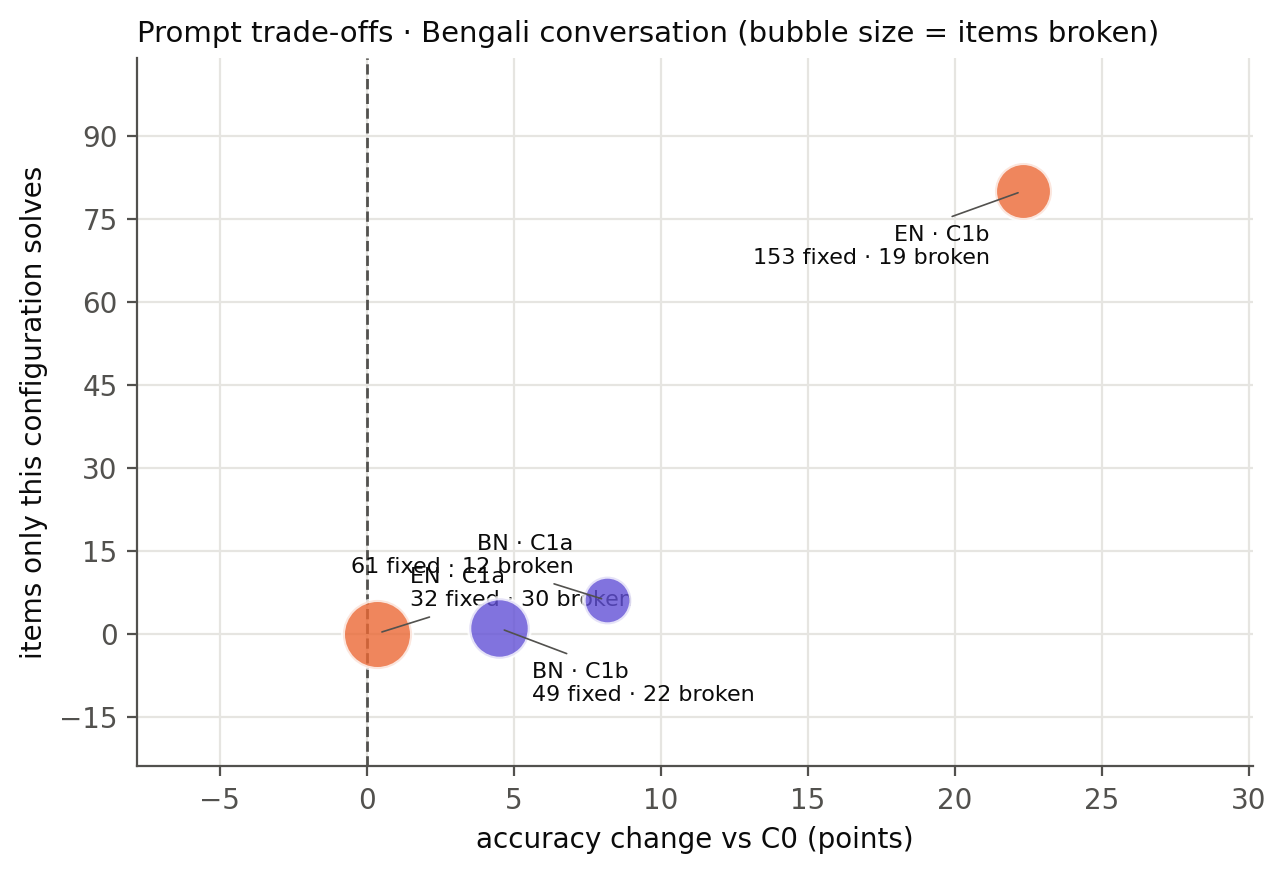 Prompt trade-offs · Bengali conversation (bubble size = items broken)
items only this configuration solves
90
75
60
45
30
15
0
−15
EN · C1b
153 fixed · 19 broken
BN · C1a
61 fixed · 12 broken
EN · C1a
32 fixed · 30 broken
BN · C1b
49 fixed · 22 broken
−5
0
5
10
15
20
25
30
accuracy change vs C0 (points)